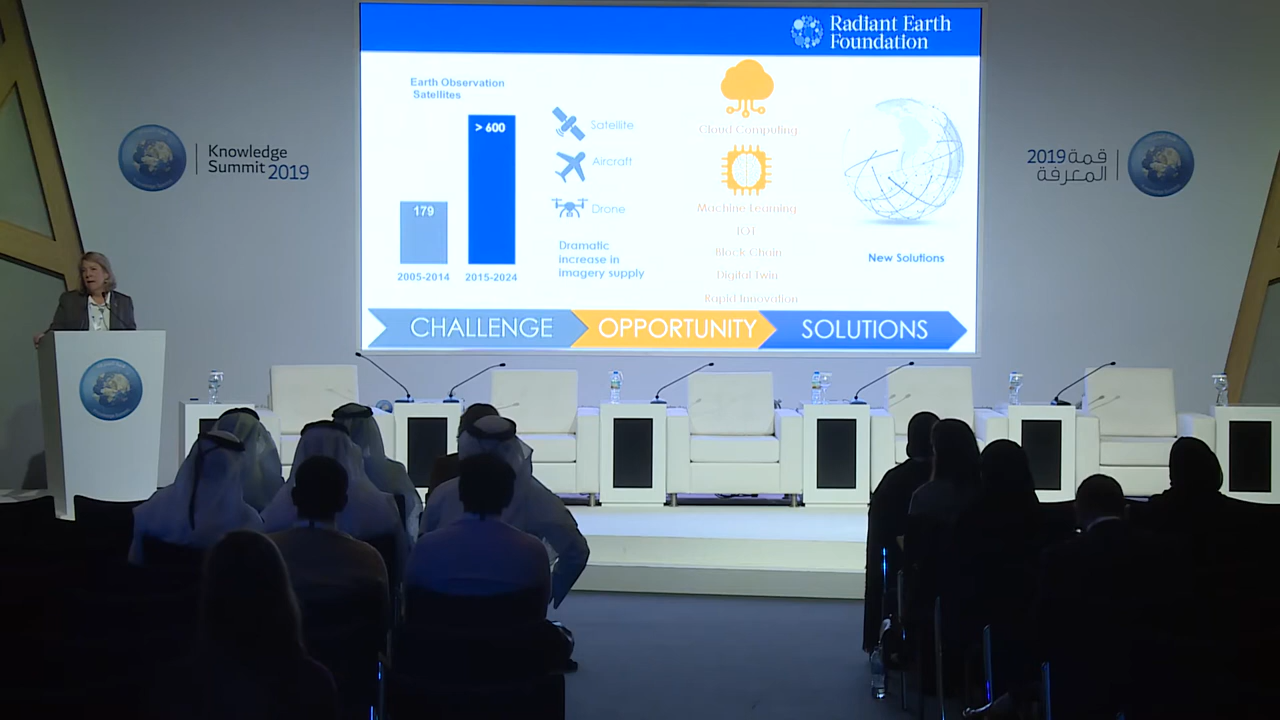 Radiant Earth
Foundation
Earth Observation
Satellites
> 600
179
2005-2014
2015-2024
Satellite
Aircraft
Drone
Dramatic
increase in
imagery supply
Cloud Computing
Machine Learning
IOT
Block Chain
Digital Twin
Rapid Innovation
New Solutions
CHALLENGE
OPPORTUNITY
SOLUTIONS
Knowledge
Summit 2019
قمة 2019
المعرفة